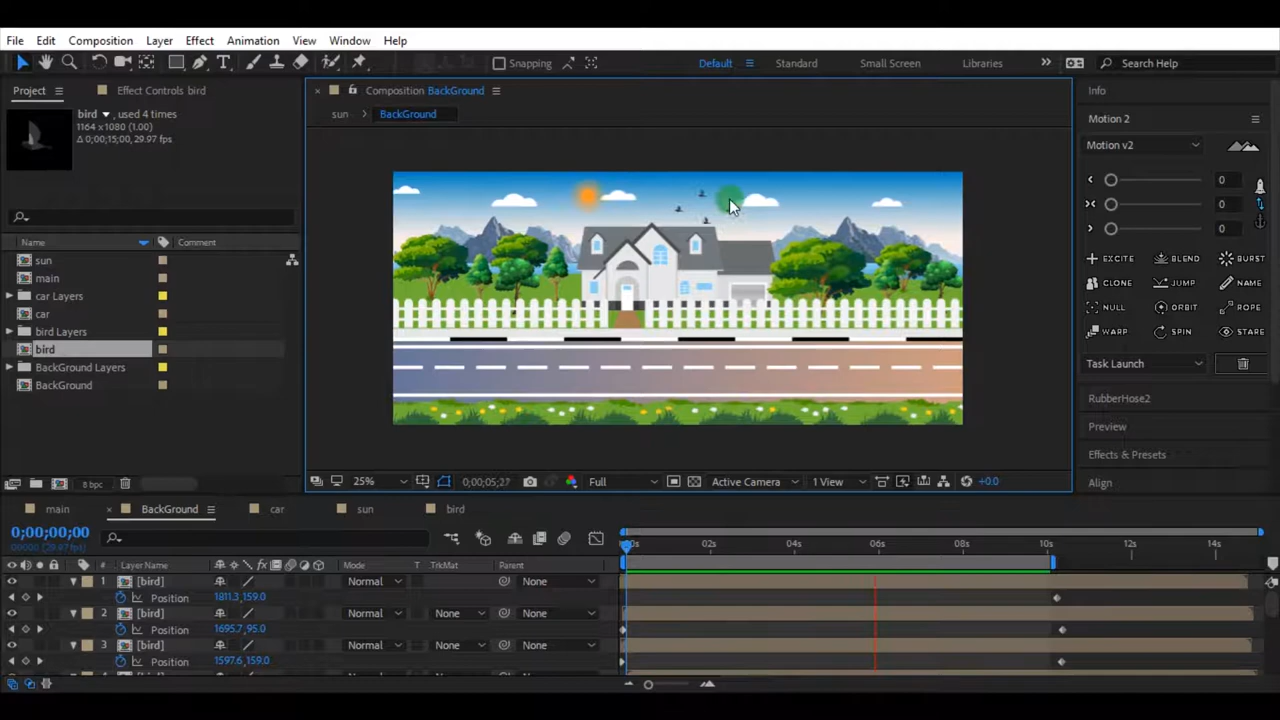 File Edit Composition Layer Effect Animation View Window Help
Snapping Default Standard Small Screen Libraries Search Help
Project Effect Controls bird
bird , used 4 times
1164 x1080 (1.00)
Δ 0;00;15;00, 29.97 fps
Name Comment
sun
main
car Layers
car
bird Layers
bird
BackGround Layers
BackGround
8 bpc
Composition BackGround
sun BackGround
25% 0;00;05;27 Full Active Camera 1 View +0.0
Info
Motion 2
Motion v2
0
0
0
EXCITE BLEND BURST
CLONE JUMP NAME
NULL ORBIT ROPE
WARP SPIN STARE
Task Launch
RubberHose2
Preview
Effects & Presets
Align
main BackGround car sun bird
0;00;00;00
00000 (29.97 fps)
02s 04s 06s 08s 10s 12s 14s
# Layer Name Mode T TrkMat Parent
1 [bird] Normal None
Position 1811.3,159.0
2 [bird] Normal None None
Position 1695.7,95.0
3 [bird] Normal None None
Position 1597.6,159.0